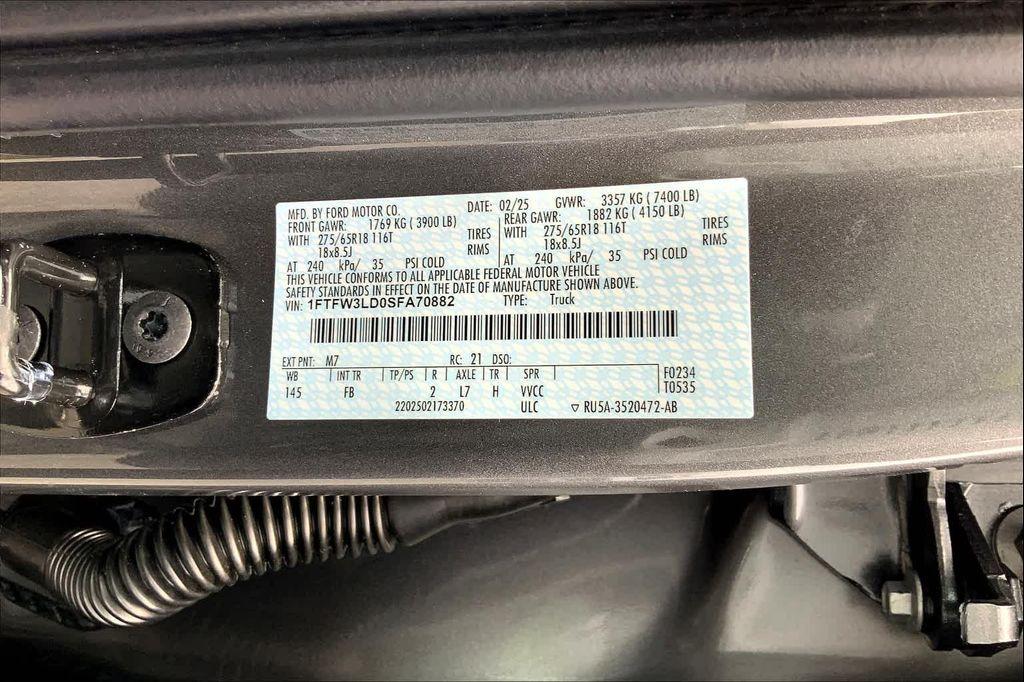 MFD. BY FORD MOTOR CO. DATE: 02/25 GVWR: 3357 KG ( 7400 LB)
FRONT GAWR: 1769 KG ( 3900 LB) REAR GAWR: 1882 KG ( 4150 LB)
WITH 275/65R18 116T TIRES WITH 275/65R18 116T TIRES
18x8.5J RIMS 18x8.5J RIMS
AT 240 kPa/ 35 PSI COLD AT 240 kPa/ 35 PSI COLD
THIS VEHICLE CONFORMS TO ALL APPLICABLE FEDERAL MOTOR VEHICLE
SAFETY STANDARDS IN EFFECT ON THE DATE OF MANUFACTURE SHOWN ABOVE.
VIN: 1FTFW3LD0SFA70882 TYPE: Truck
EXT PNT: M7 RC: 21 DSO:
WB INT TR TP/PS R AXLE TR SPR F0234
145 FB 2 L7 H VVCC T0535
2202502173370 ULC ▽ RU5A-3520472-AB